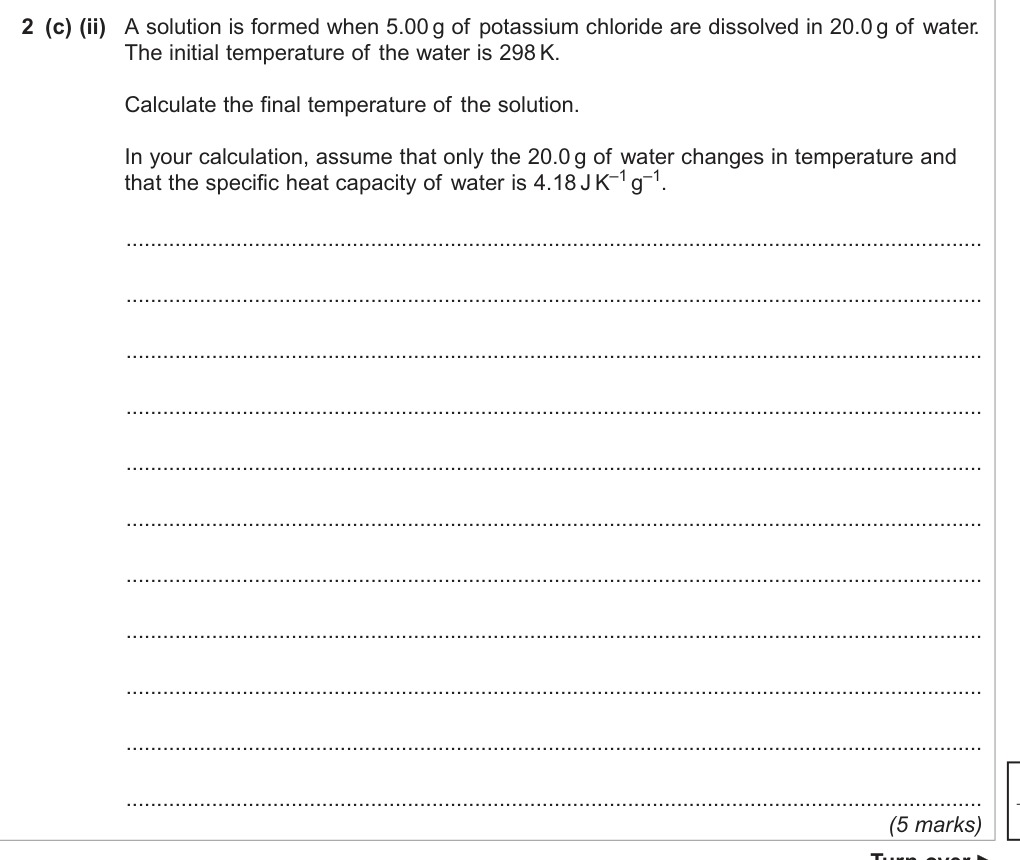 2 (c) (ii) A solution is formed when 5.00 g of potassium chloride are dissolved in 20.0 g of water.
The initial temperature of the water is 298 K.
Calculate the final temperature of the solution.
In your calculation, assume that only the 20.0 g of water changes in temperature and
that the specific heat capacity of water is 4.18 J K⁻¹ g⁻¹.
(5 marks)
Turn over ▶